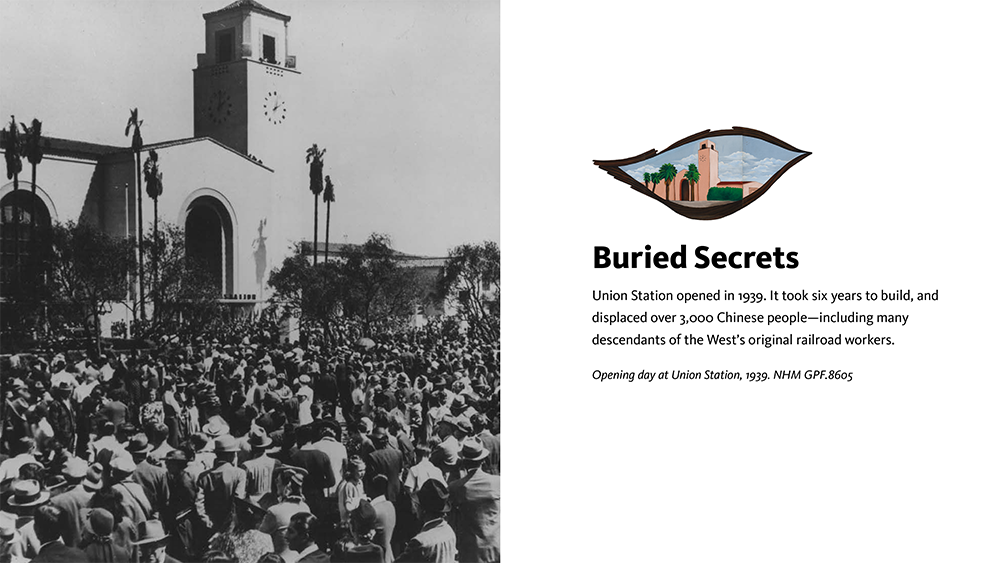 STATION
Buried Secrets
Union Station opened in 1939. It took six years to build, and
displaced over 3,000 Chinese people—including many
descendants of the West's original railroad workers.
Opening day at Union Station, 1939. NHM GPF.8605